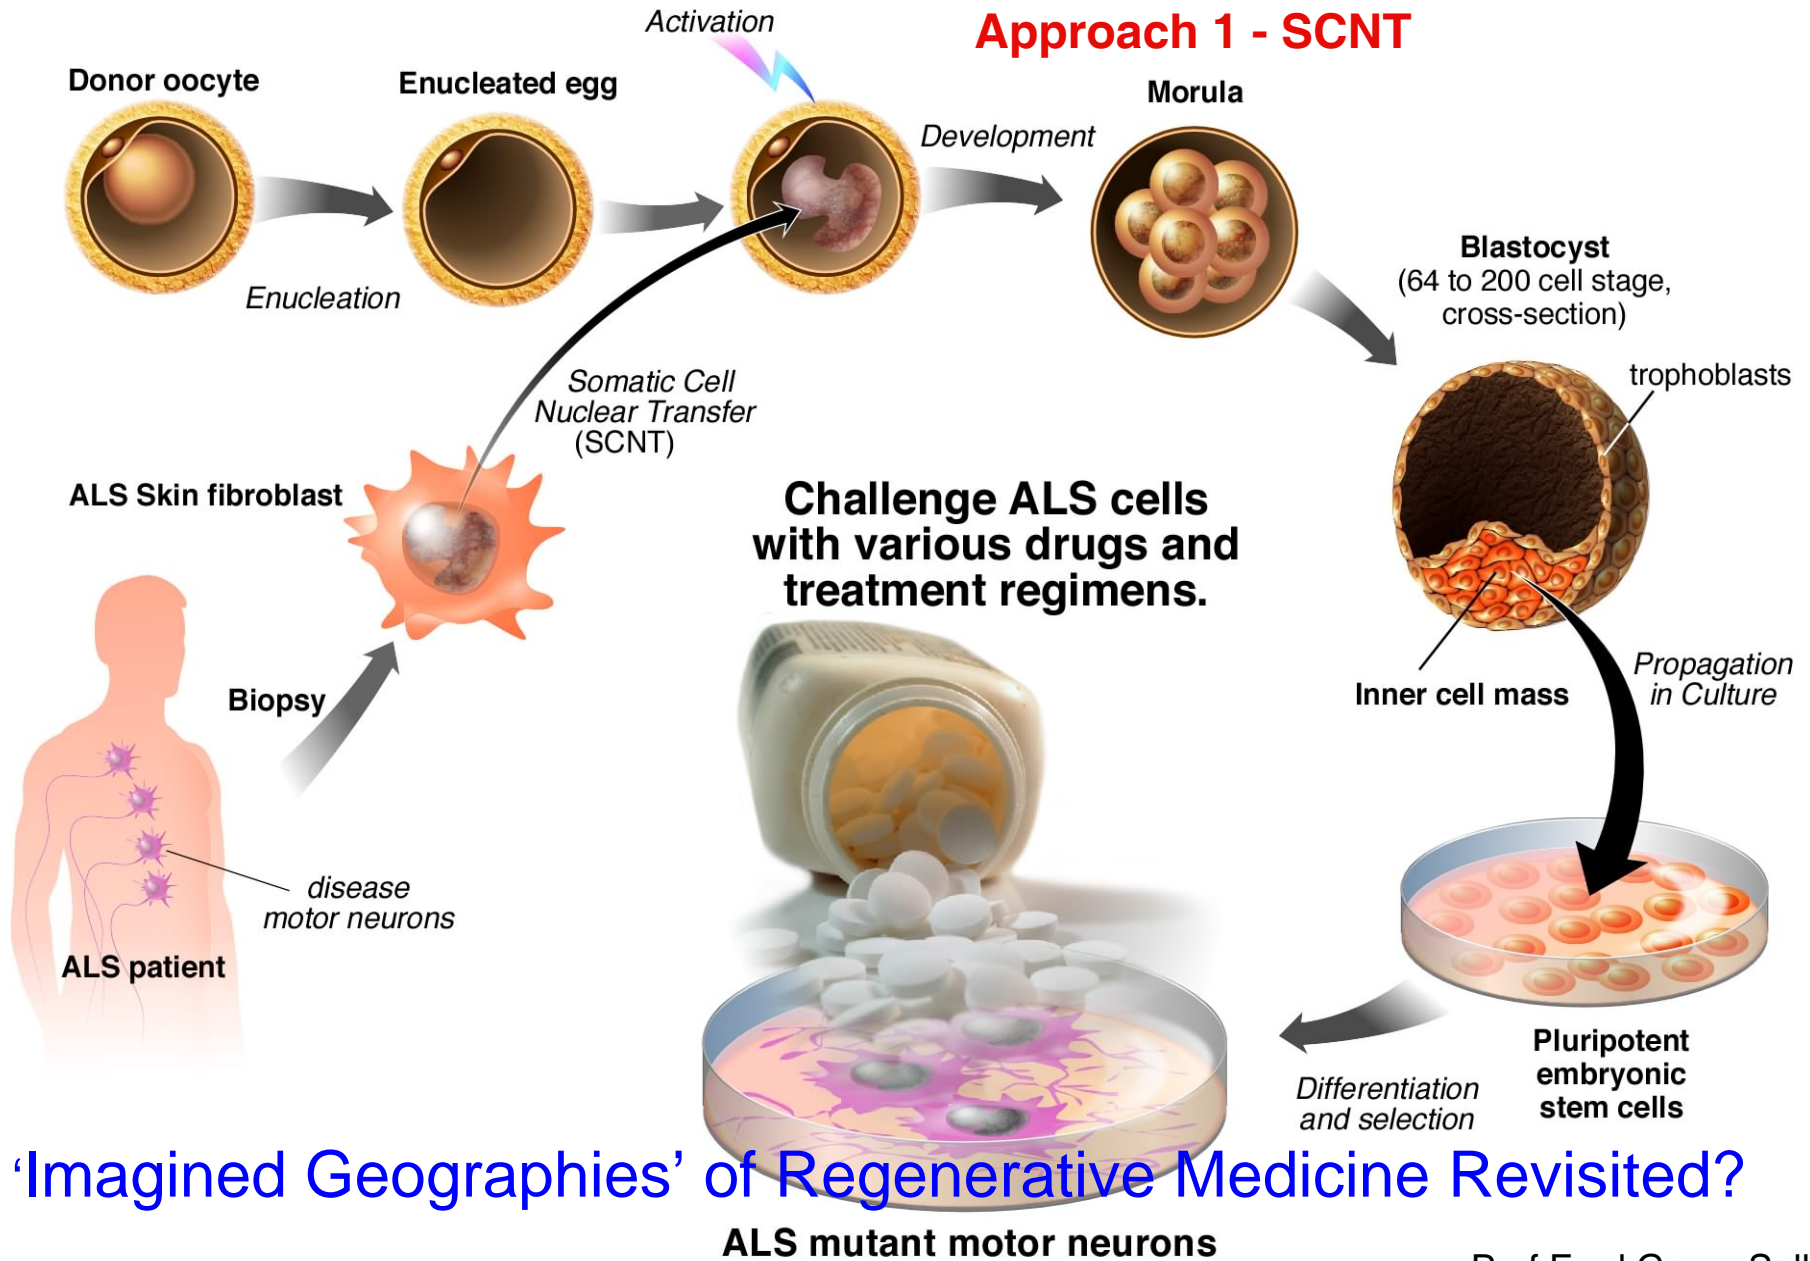 Approach 1 - SCNT
Activation
Donor oocyte
Enucleated egg
Morula
Development
Enucleation
Blastocyst
(64 to 200 cell stage,
cross-section)
trophoblasts
Somatic Cell
Nuclear Transfer
(SCNT)
ALS Skin fibroblast
Challenge ALS cells
with various drugs and
treatment regimens.
Biopsy
Inner cell mass
Propagation
in Culture
disease
motor neurons
ALS patient
Pluripotent
embryonic
stem cells
Differentiation
and selection
‘Imagined Geographies’ of Regenerative Medicine Revisited?
ALS mutant motor neurons